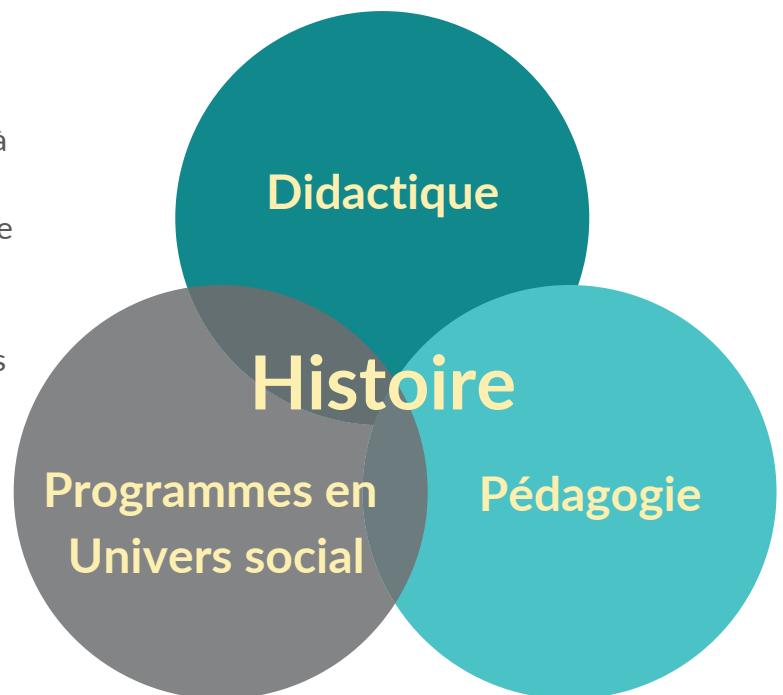 à
Didactique
e
s
Histoire
Programmes en
Univers social
Pédagogie